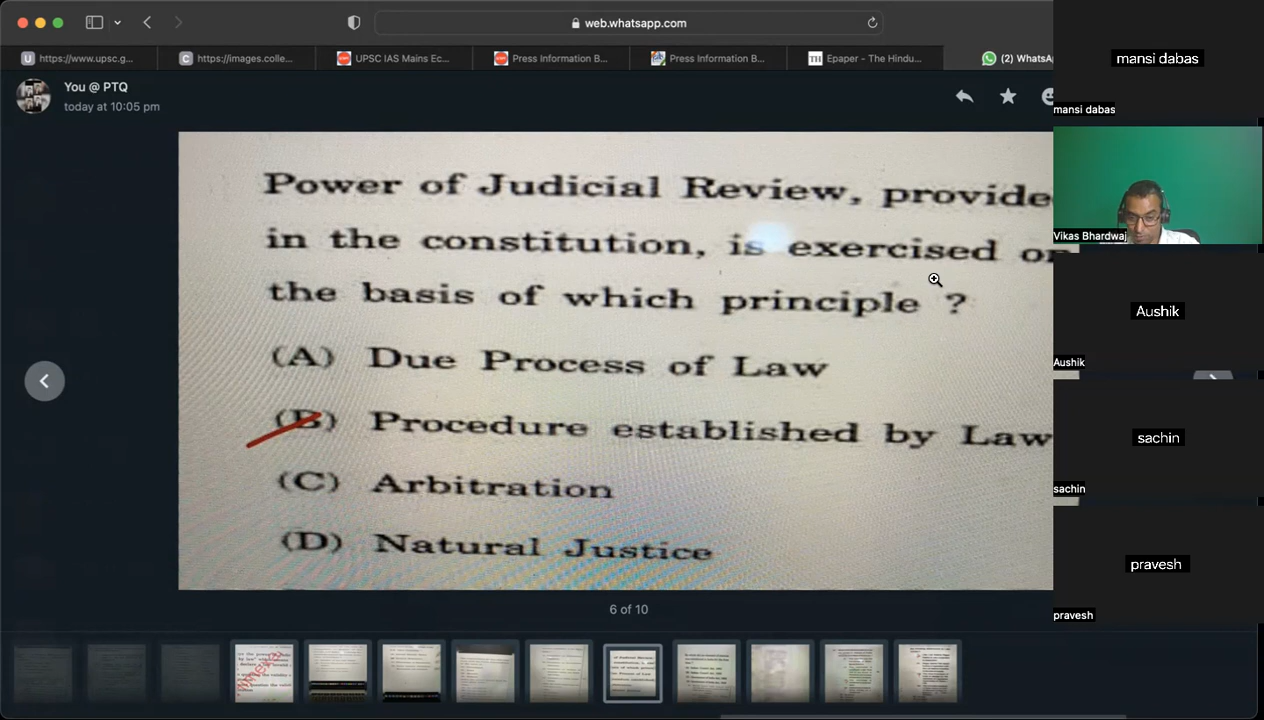 web.whatsapp.com
https://www.upsc.g...
https://images.colle...
UPSC IAS Mains Ec...
Press Information B...
Press Information B...
TH Epaper - The Hindu...
(2) WhatsAp
You @ PTQ
today at 10:05 pm
Power of Judicial Review, provide
in the constitution, is exercised on
the basis of which principle ?
(A) Due Process of Law
(B) Procedure established by Law
(C) Arbitration
(D) Natural Justice
6 of 10
mansi dabas
mansi dabas
Vikas Bhardwaj
Aushik
Aushik
sachin
sachin
pravesh
pravesh